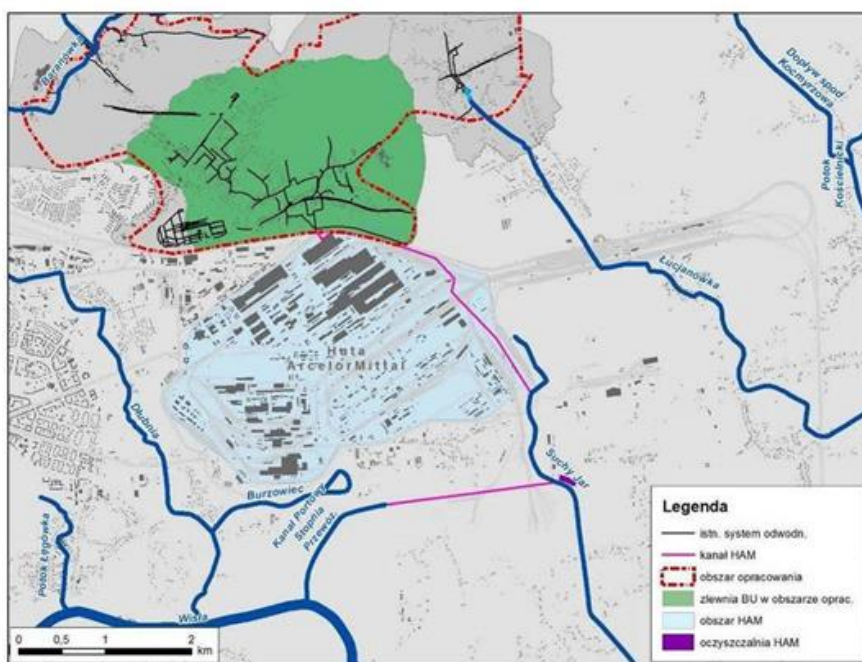 Baranówka
Dopływ spod
Kocmyrzowa
Potok
Kościelnicki
Łucjanówka
Huta
ArcelorMittal
Dłubnia
Suchy Jar
Burzowiec
Kanał Portowy
Stopnia
Przewóz.
Potok Łęgówka
Wisła
Legenda
istn. system odwodn.
kanał HAM
obszar opracowania
zlewnia BU w obszarze oprac.
obszar HAM
oczyszczalnia HAM
0 0,5 1 2
km